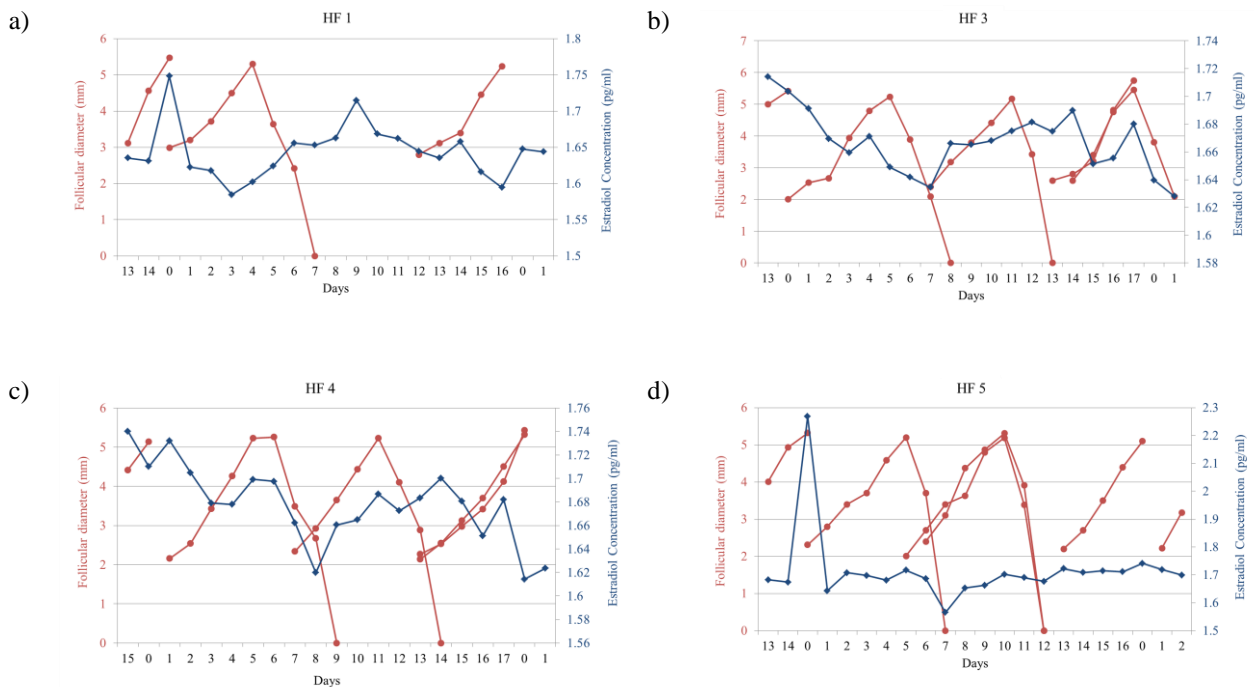 a)
HF 1
Follicular diameter (mm)
6
5
4
3
2
1
0
1.8
1.75
1.7
1.65
1.6
1.55
1.5
Estradiol Concentration (pg/ml)
13 14 0 1 2 3 4 5 6 7 8 9 10 11 12 13 14 15 16 0 1
Days
b)
HF 3
Follicular diameter (mm)
7
6
5
4
3
2
1
0
1.74
1.72
1.7
1.68
1.66
1.64
1.62
1.6
1.58
Estradiol Concentration (pg/ml)
13 0 1 2 3 4 5 6 7 8 9 10 11 12 13 14 15 16 17 0 1
Days
c)
HF 4
Follicular diameter (mm)
6
5
4
3
2
1
0
1.76
1.74
1.72
1.7
1.68
1.66
1.64
1.62
1.6
1.58
1.56
Estradiol Concentration (pg/ml)
15 0 1 2 3 4 5 6 7 8 9 10 11 12 13 14 15 16 17 0 1
Days
d)
HF 5
Follicular diameter (mm)
6
5
4
3
2
1
0
2.3
2.2
2.1
2
1.9
1.8
1.7
1.6
1.5
Estradiol Concentration (pg/ml)
13 14 0 1 2 3 4 5 6 7 8 9 10 11 12 13 14 15 16 0 1 2
Days